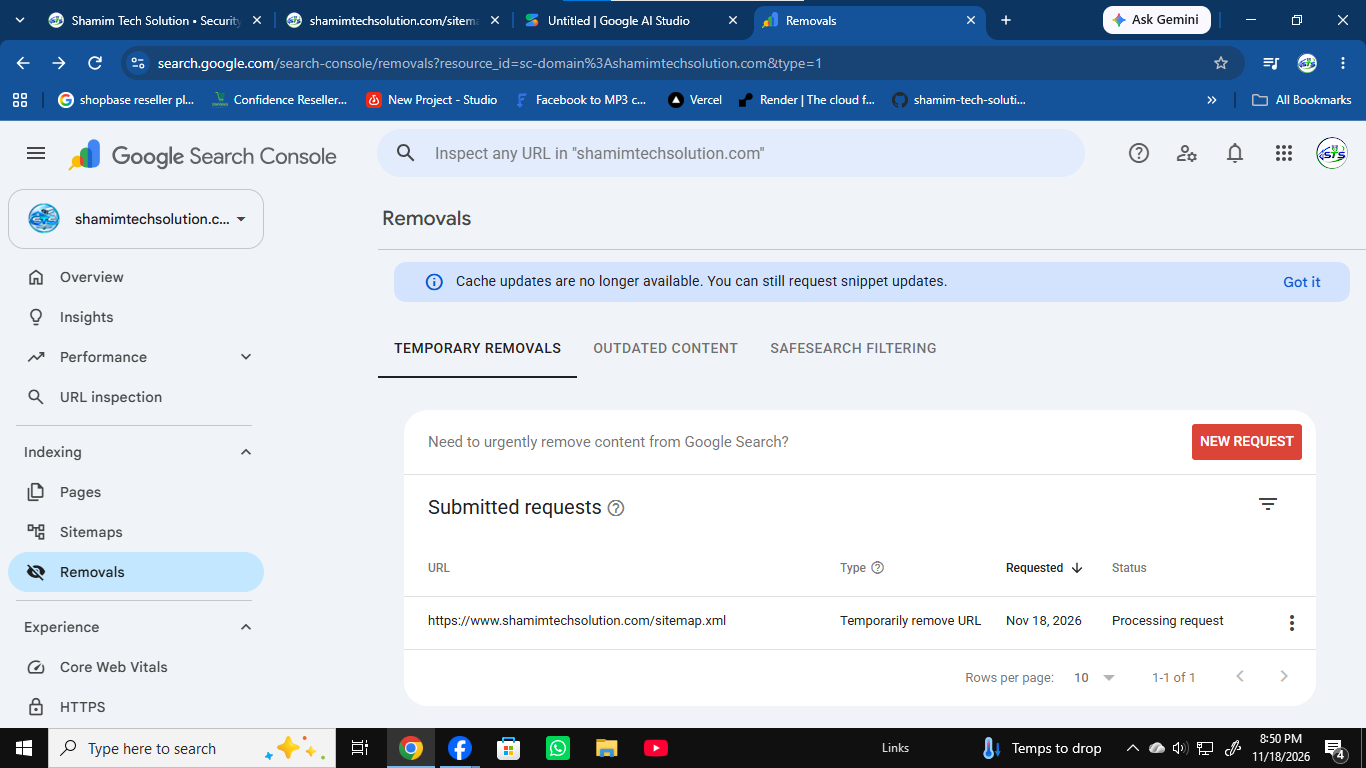 Shamim Tech Solution • Security
shamimtechsolution.com/sitema
Untitled | Google AI Studio
Removals
Ask Gemini
search.google.com/search-console/removals?resource_id=sc-domain%3Ashamimtechsolution.com&type=1
shopbase reseller pl...
Confidence Reseller...
New Project - Studio
Facebook to MP3 c...
Vercel
Render | The cloud f...
shamim-tech-soluti...
»
All Bookmarks
Google Search Console
Inspect any URL in "shamimtechsolution.com"
STS
shamimtechsolution.c...
Removals
Overview
Insights
Performance
URL inspection
Indexing
Pages
Sitemaps
Removals
Experience
Core Web Vitals
HTTPS
Cache updates are no longer available. You can still request snippet updates.
Got it
TEMPORARY REMOVALS
OUTDATED CONTENT
SAFESEARCH FILTERING
Need to urgently remove content from Google Search?
NEW REQUEST
Submitted requests
URL
Type
Requested
Status
https://www.shamimtechsolution.com/sitemap.xml
Temporarily remove URL
Nov 18, 2026
Processing request
Rows per page:
10
1-1 of 1
Type here to search
Links
Temps to drop
8:50 PM
11/18/2026
4